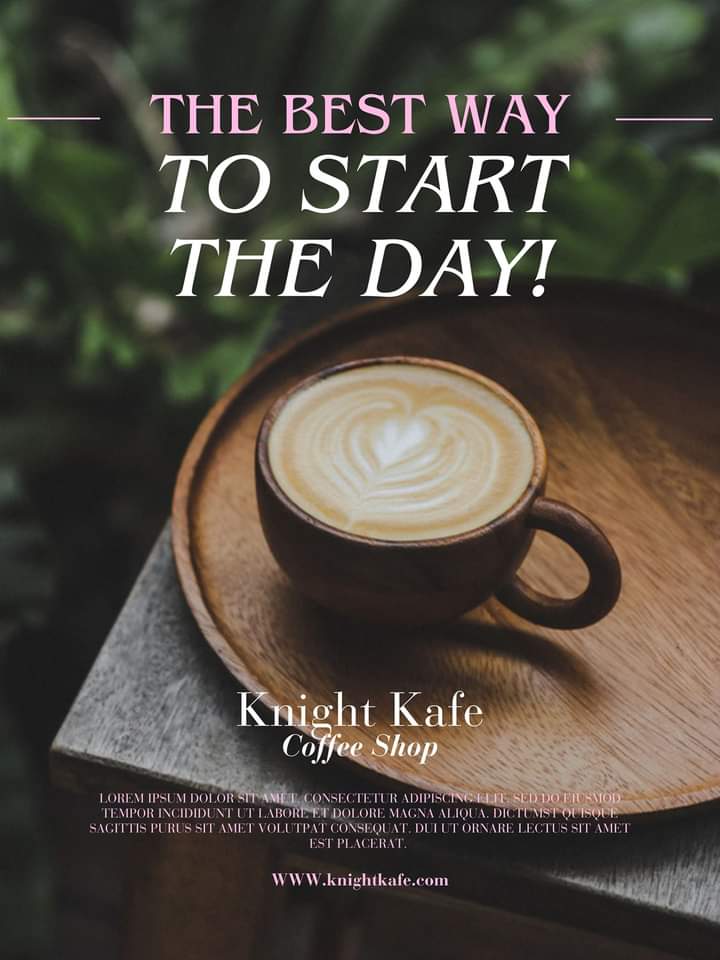 THE BEST WAY
TO START
THE DAY!
Knight Kafe
Coffee Shop
LOREM IPSUM DOLOR SIT AMET, CONSECTETUR ADIPISCING ELIT, SED DO EIUSMOD
TEMPOR INCIDIDUNT UT LABORE ET DOLORE MAGNA ALIQUA. DICTUMST QUISQUE
SAGITTIS PURUS SIT AMET VOLUTPAT CONSEQUAT. DUI UT ORNARE LECTUS SIT AMET
EST PLACERAT.
WWW.knightkafe.com